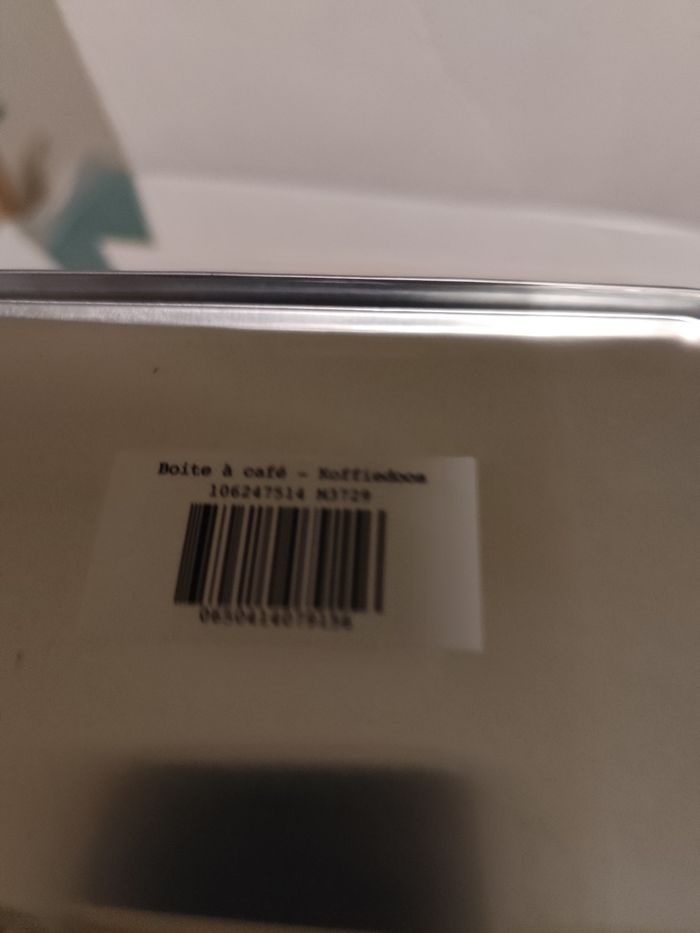 Boite à café - Koffiedoos
106247514 M3729